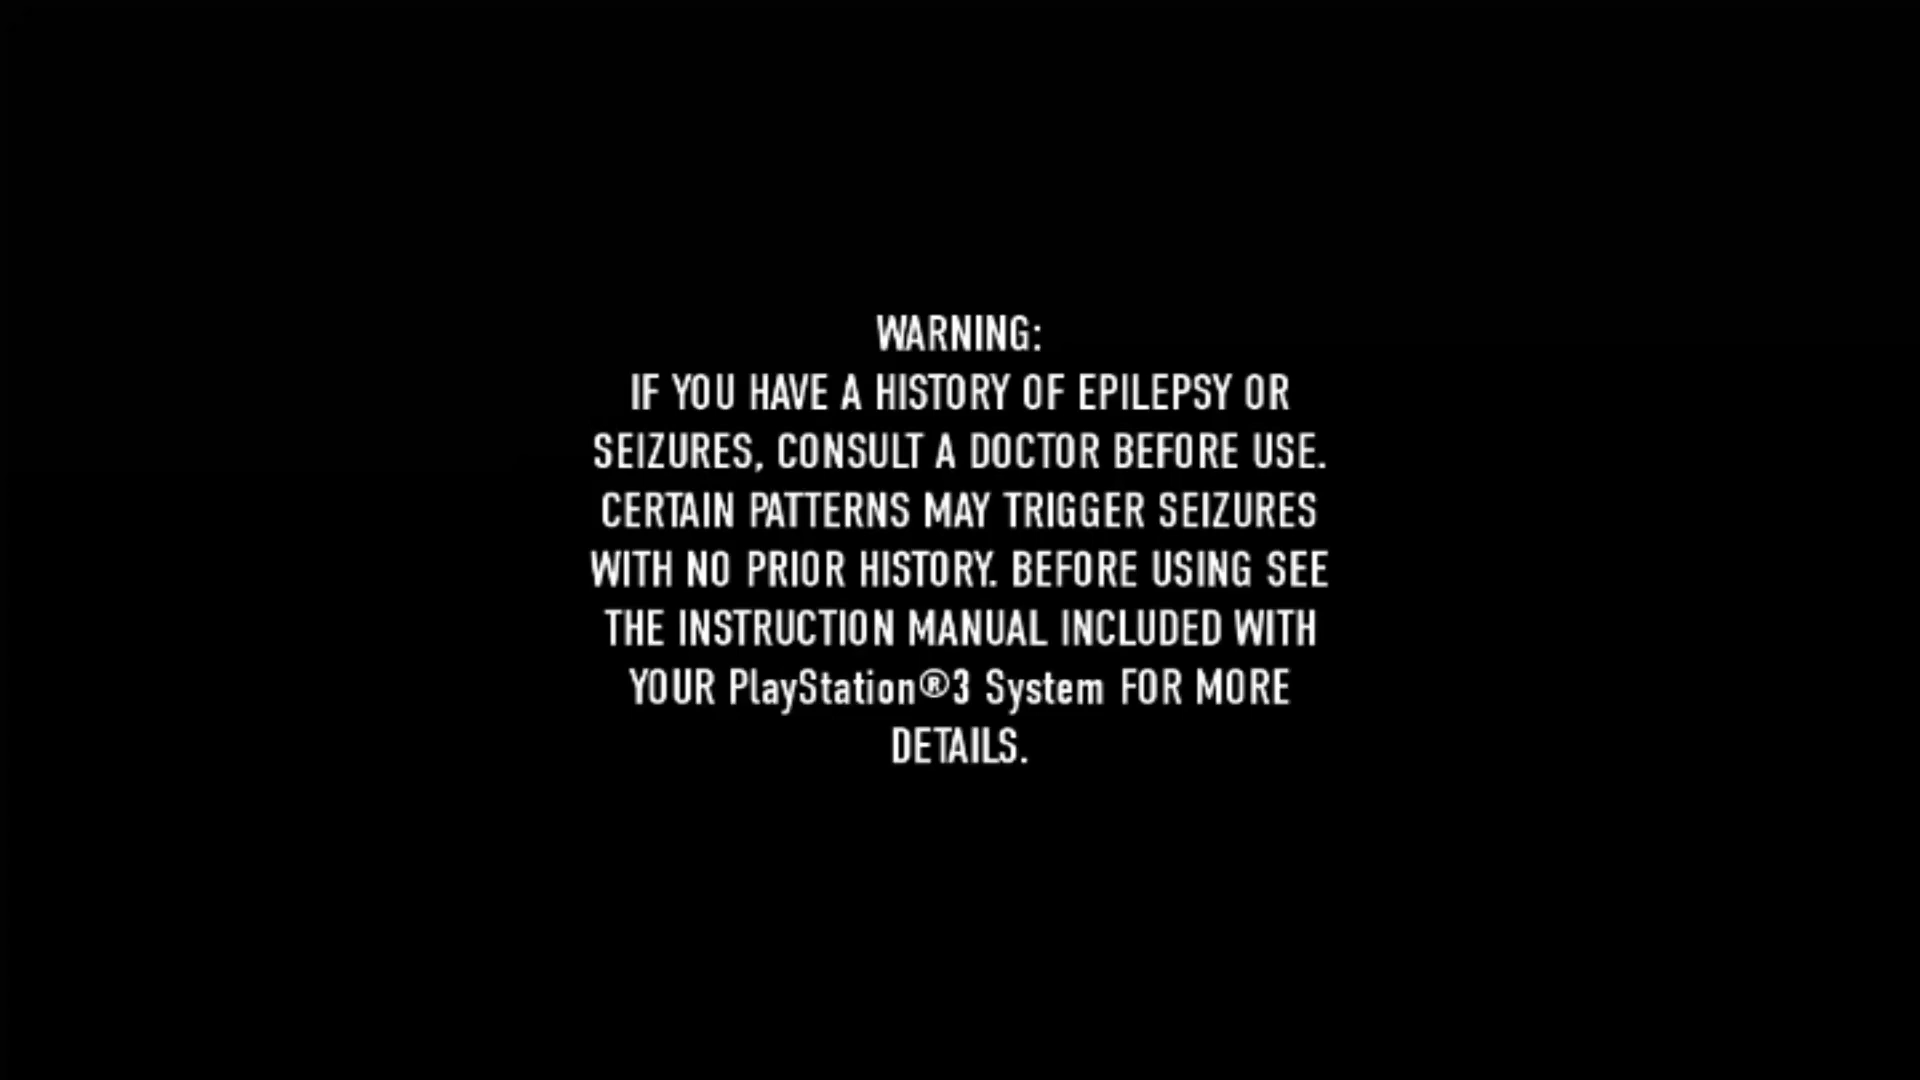 WARNING:
IF YOU HAVE A HISTORY OF EPILEPSY OR
SEIZURES, CONSULT A DOCTOR BEFORE USE.
CERTAIN PATTERNS MAY TRIGGER SEIZURES
WITH NO PRIOR HISTORY. BEFORE USING SEE
THE INSTRUCTION MANUAL INCLUDED WITH
YOUR PlayStation®3 System FOR MORE
DETAILS.